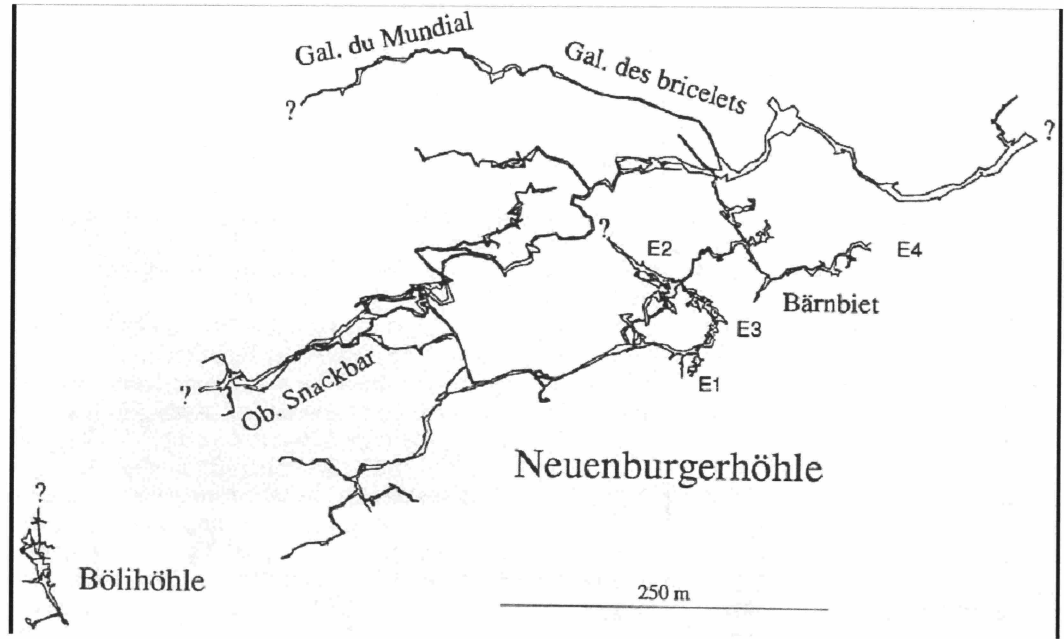 Gal. du Mundial
Gal. des bricelets
?
?
?
E2
E4
Bärnbiet
E3
?
Ob. Snackbar
E1
Neuenburgerhöhle
?
Bölihöhle
250 m